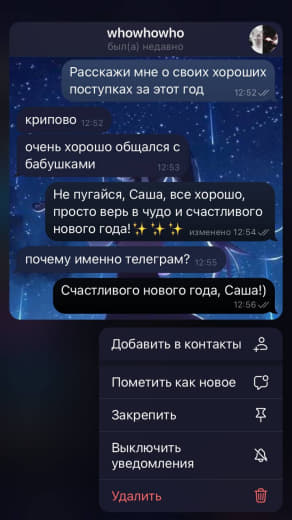 whowhowho
был(а) недавно
Расскажи мне о своих хороших
поступках за этот год 12:52
крипово 12:52
очень хорошо общался с
бабушками 12:53
Не пугайся, Саша, все хорошо,
просто верь в чудо и счастливого
нового года!✨✨✨ изменено 12:54
почему именно телеграм? 12:55
Счастливого нового года, Саша!)
12:56
Добавить в контакты
Пометить как новое
Закрепить
Выключить
уведомления
Удалить